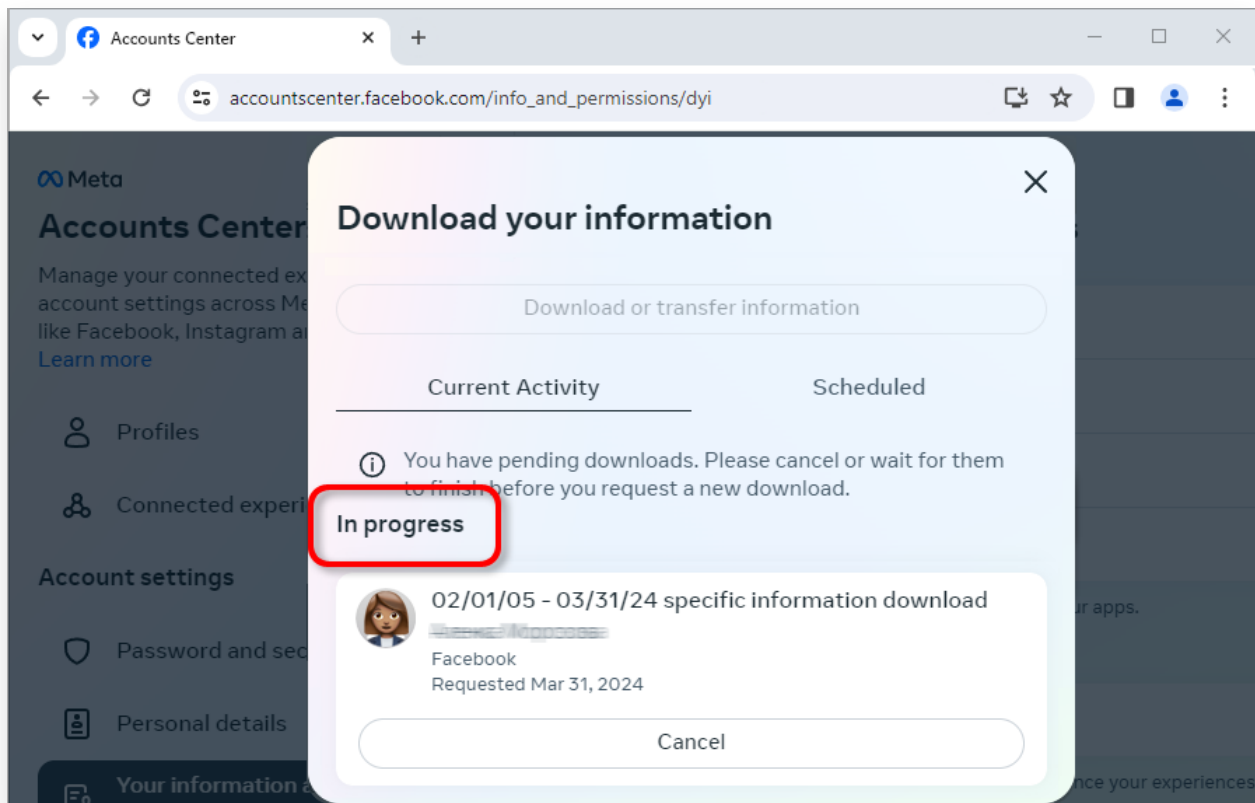 Accounts Center
accountscenter.facebook.com/info_and_permissions/dyi
Meta
Accounts Center
Manage your connected ex
account settings across Me
like Facebook, Instagram a
Learn more
Profiles
Connected experi
Account settings
Password and sec
Personal details
Your information a
Download your information
Download or transfer information
Current Activity
Scheduled
You have pending downloads. Please cancel or wait for them
to finish before you request a new download.
In progress
02/01/05 - 03/31/24 specific information download
Facebook
Requested Mar 31, 2024
Cancel
ur apps.
nce your experiences